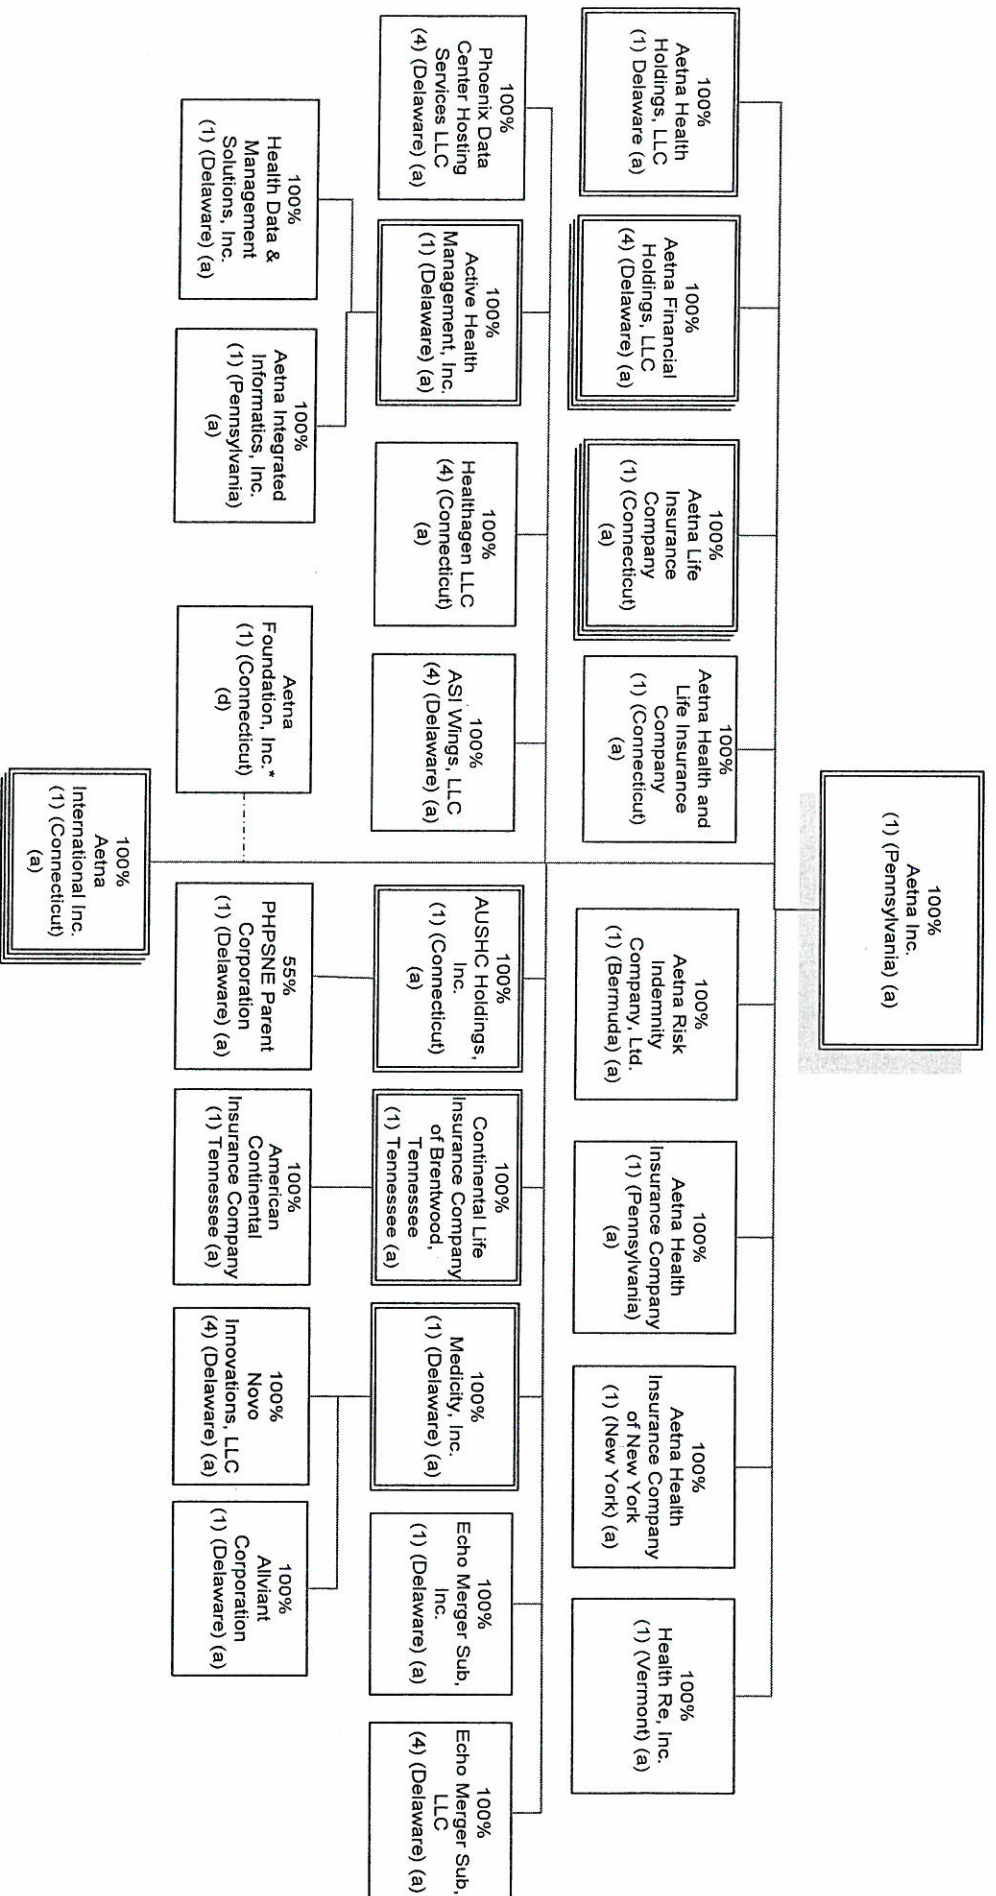 100%
Aetna Inc.
(1) (Pennsylvania) (a)
100%
Aetna Health
Holdings, LLC
(1) Delaware (a)
100%
Aetna Financial
Holdings, LLC
(4) (Delaware) (a)
100%
Aetna Life
Insurance
Company
(1) (Connecticut)
(a)
100%
Aetna Health and
Life Insurance
Company
(1) (Connecticut)
(a)
100%
Aetna Risk
Indemnity
Company, Ltd.
(1) (Bermuda) (a)
100%
Aetna Health
Insurance Company
(1) (Pennsylvania)
(a)
100%
Aetna Health
Insurance Company
of New York
(1) (New York) (a)
100%
Health Re, Inc.
(1) (Vermont) (a)
100%
Phoenix Data
Center Hosting
Services LLC
(4) (Delaware) (a)
100%
Active Health
Management, Inc.
(1) (Delaware) (a)
100%
Healthagen LLC
(4) (Connecticut)
(a)
100%
ASI Wings, LLC
(4) (Delaware) (a)
100%
AUSHC Holdings,
Inc.
(1) (Connecticut)
(a)
100%
Continental Life
Insurance Company
of Brentwood,
Tennessee
(1) Tennessee (a)
100%
Medicity, Inc.
(1) (Delaware) (a)
100%
Echo Merger Sub,
Inc.
(1) (Delaware) (a)
100%
Echo Merger Sub,
LLC
(4) (Delaware) (a)
100%
Health Data &
Management
Solutions, Inc.
(1) (Delaware) (a)
100%
Aetna Integrated
Informatics, Inc.
(1) (Pennsylvania)
(a)
Aetna
Foundation, Inc.*
(1) (Connecticut)
(d)
55%
PHPSNE Parent
Corporation
(1) (Delaware) (a)
100%
American
Continental
Insurance Company
(1) Tennessee (a)
100%
Novo
Innovations, LLC
(4) (Delaware) (a)
100%
Allviant
Corporation
(1) (Delaware) (a)
100%
Aetna
International Inc.
(1) (Connecticut)
(a)